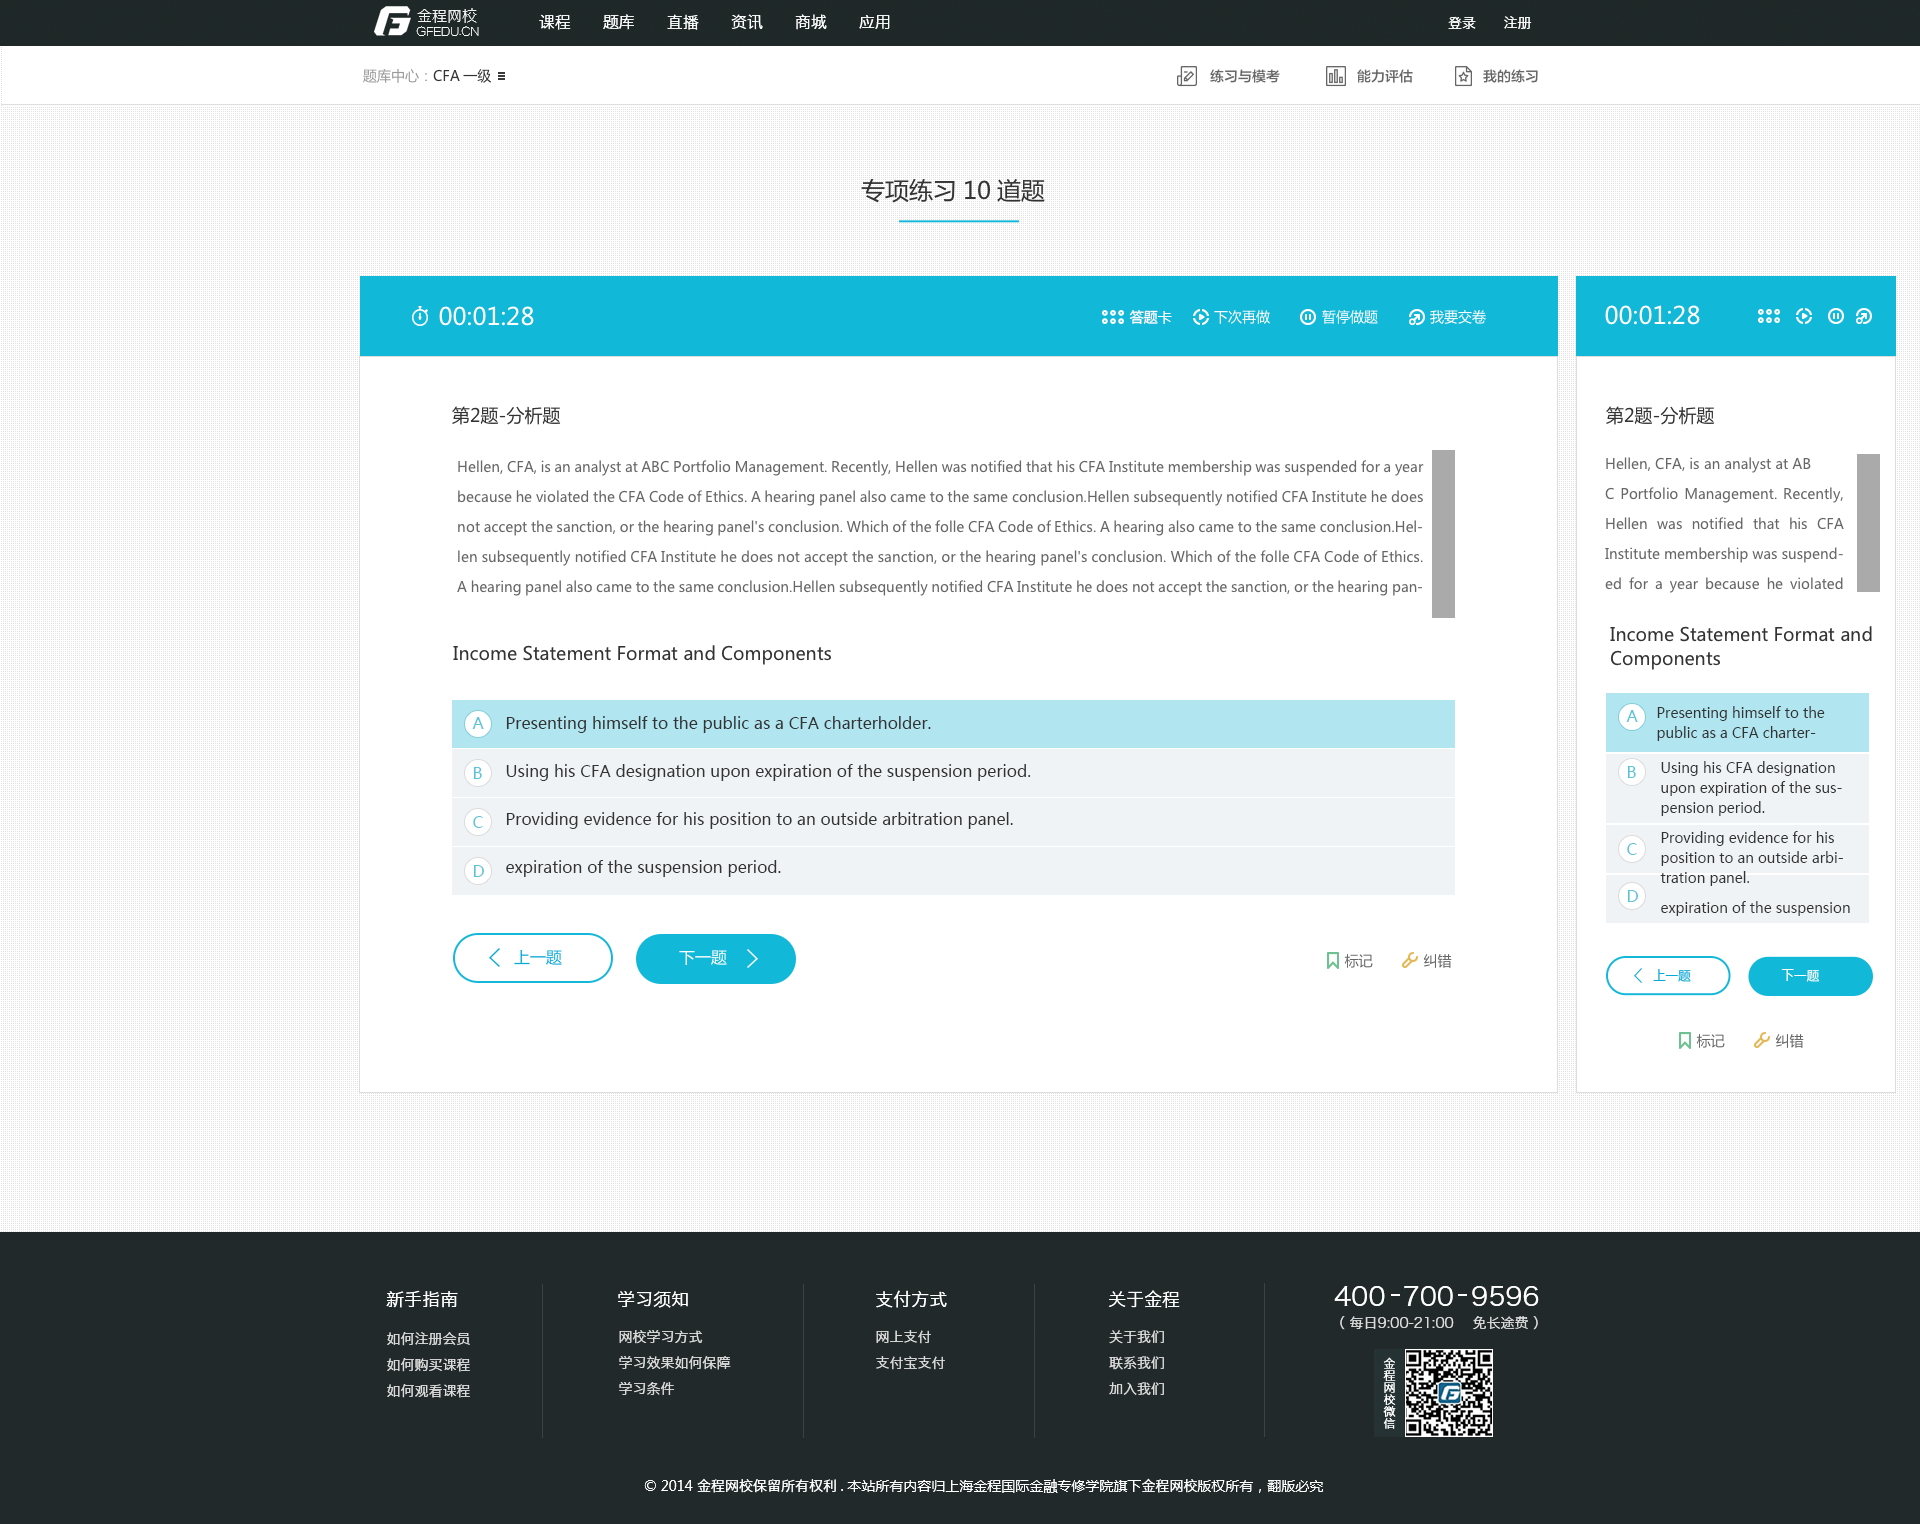 金程网校
GFEDU.CN
课程 题库 直播 资讯 商城 应用
登录 注册
题库中心：CFA 一级
练习与模考 能力评估 我的练习
专项练习 10 道题
00:01:28
答题卡 下次再做 暂停做题 我要交卷
第2题-分析题
Hellen, CFA, is an analyst at ABC Portfolio Management. Recently, Hellen was notified that his CFA Institute membership was suspended for a year
because he violated the CFA Code of Ethics. A hearing panel also came to the same conclusion.Hellen subsequently notified CFA Institute he does
not accept the sanction, or the hearing panel's conclusion. Which of the folle CFA Code of Ethics. A hearing also came to the same conclusion.Hel-
len subsequently notified CFA Institute he does not accept the sanction, or the hearing panel's conclusion. Which of the folle CFA Code of Ethics.
A hearing panel also came to the same conclusion.Hellen subsequently notified CFA Institute he does not accept the sanction, or the hearing pan-
Income Statement Format and Components
A Presenting himself to the public as a CFA charterholder.
B Using his CFA designation upon expiration of the suspension period.
C Providing evidence for his position to an outside arbitration panel.
D expiration of the suspension period.
上一题 下一题
标记 纠错
00:01:28
第2题-分析题
Hellen, CFA, is an analyst at AB
C Portfolio Management. Recently,
Hellen was notified that his CFA
Institute membership was suspend-
ed for a year because he violated
Income Statement Format and
Components
A Presenting himself to the
public as a CFA charter-
B Using his CFA designation
upon expiration of the sus-
pension period.
C Providing evidence for his
position to an outside arbi-
tration panel.
D expiration of the suspension
上一题 下一题
标记 纠错
新手指南
如何注册会员
如何购买课程
如何观看课程
学习须知
网校学习方式
学习效果如何保障
学习条件
支付方式
网上支付
支付宝支付
关于金程
关于我们
联系我们
加入我们
400-700-9596
（每日9:00-21:00 免长途费）
金程网校微信
© 2014 金程网校保留所有权利 . 本站所有内容归上海金程国际金融专修学院旗下金程网校版权所有，翻版必究